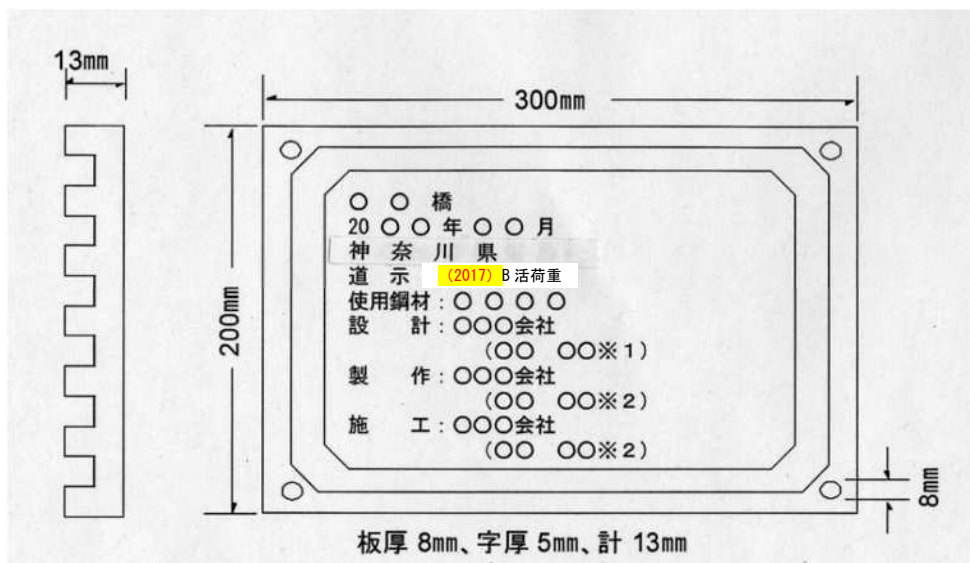 13mm
300mm
○ ○ 橋
20 ○ ○ 年 ○ ○ 月
神 奈 川 県
道 示 (2017) B 活荷重
使用鋼材 : ○ ○ ○ ○
設 計 : ○○○会社
(○○ ○○※1)
製 作 : ○○○会社
(○○ ○○※2)
施 工 : ○○○会社
(○○ ○○※2)
200mm
8mm
板厚 8mm、字厚 5mm、計 13mm